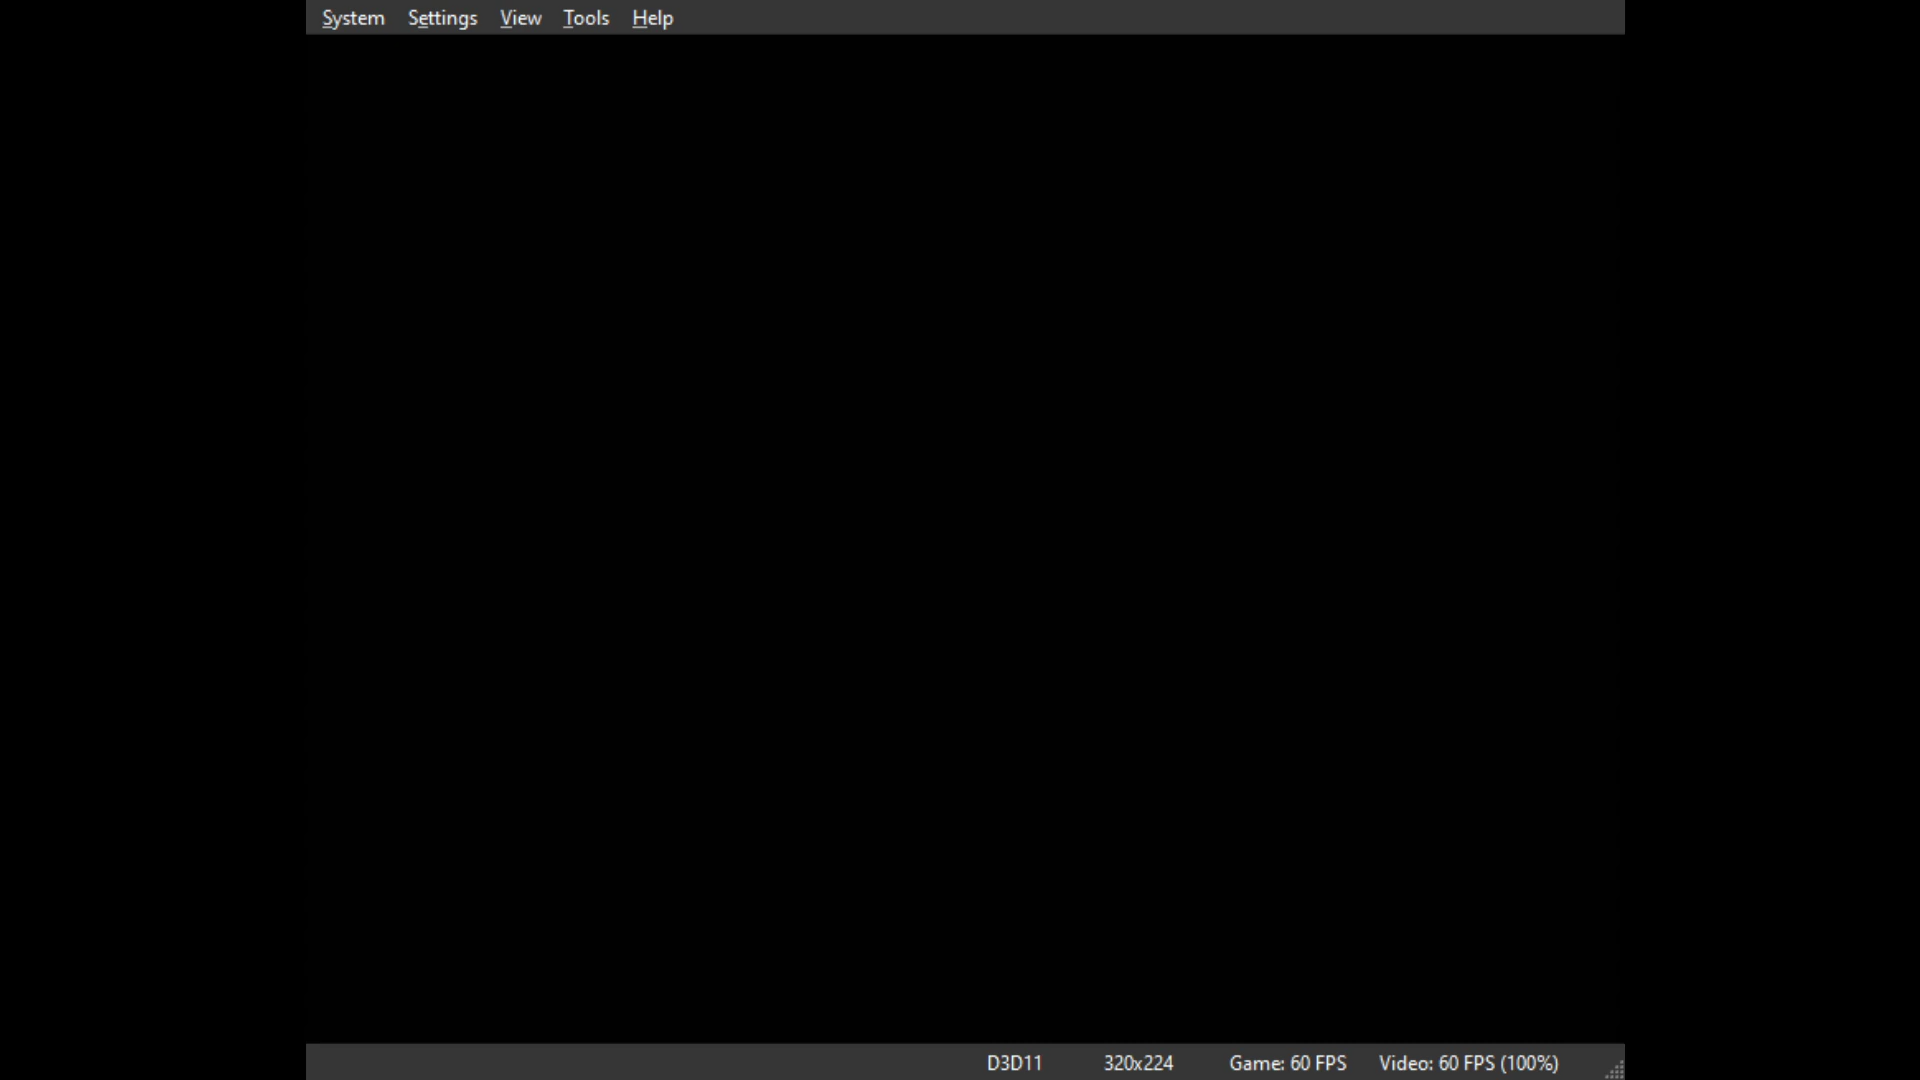 System Settings View Tools Help
D3D11 320x224 Game: 60 FPS Video: 60 FPS (100%)